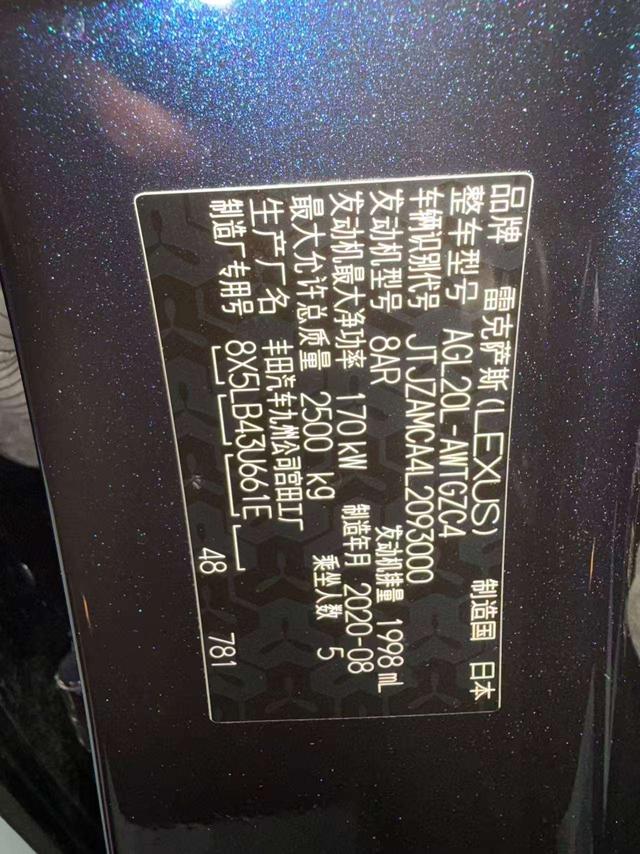 品牌 雷克萨斯(LEXUS) 制造国 日本
整车型号 AGL20L-AWTGZC4
车辆识别代号 JTJZAMCA4L2093000
发动机型号 8AR 发动机排量 1998 mL
发动机最大净功率 170 kW 制造年月 2020-08
最大允许总质量 2500 kg 乘坐人数 5
生产厂名 丰田汽车九州公司宫田工厂
制造厂专用号 8X5LB43U661E 48 781